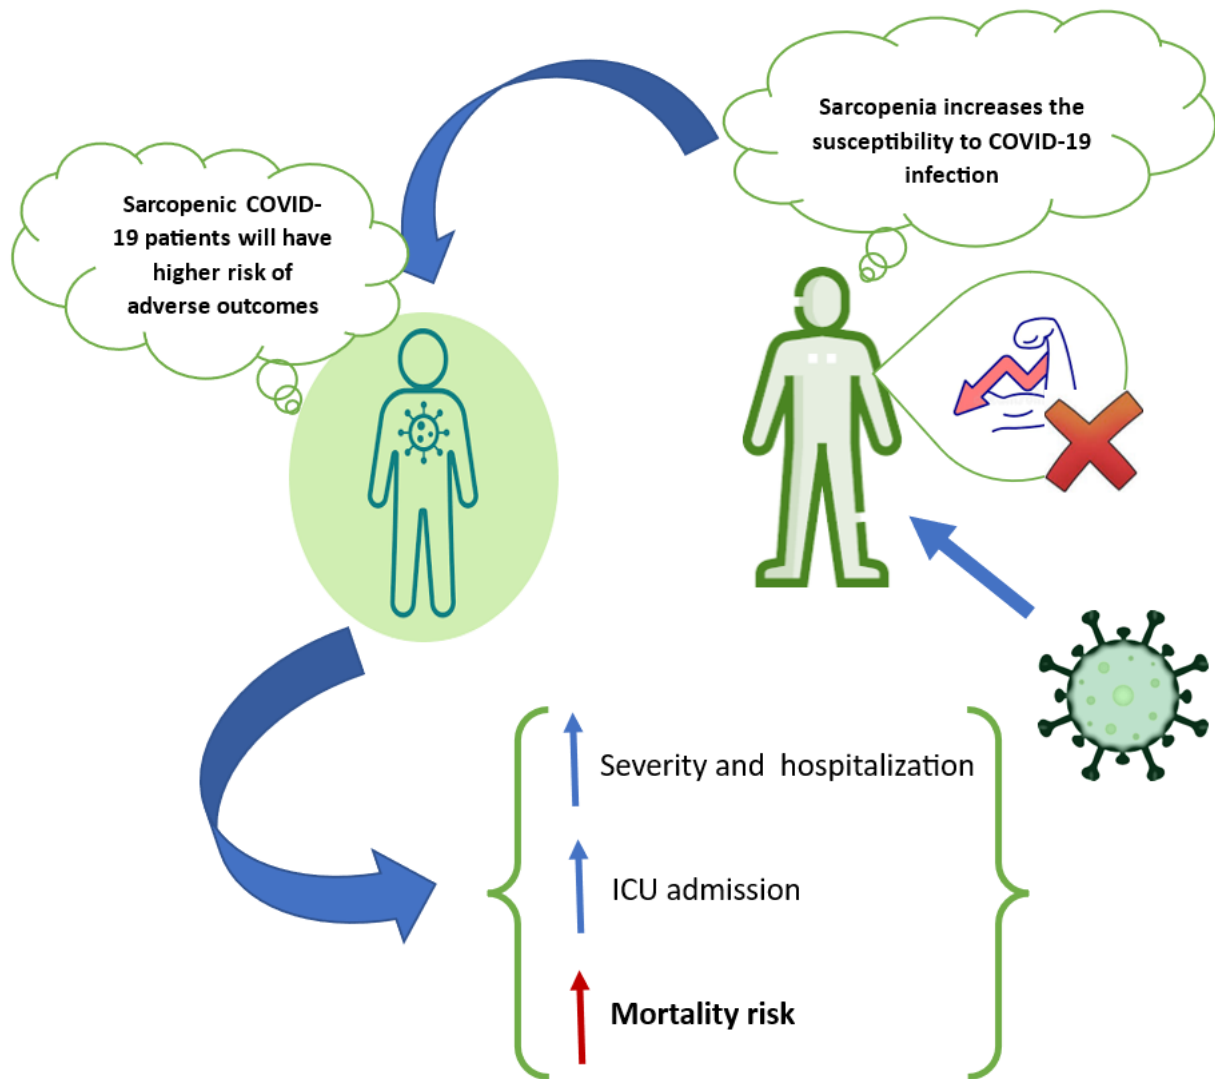 Sarcopenia increases the
susceptibility to COVID-19
infection
Sarcopenic COVID-
19 patients will have
higher risk of
adverse outcomes
Severity and hospitalization
ICU admission
Mortality risk